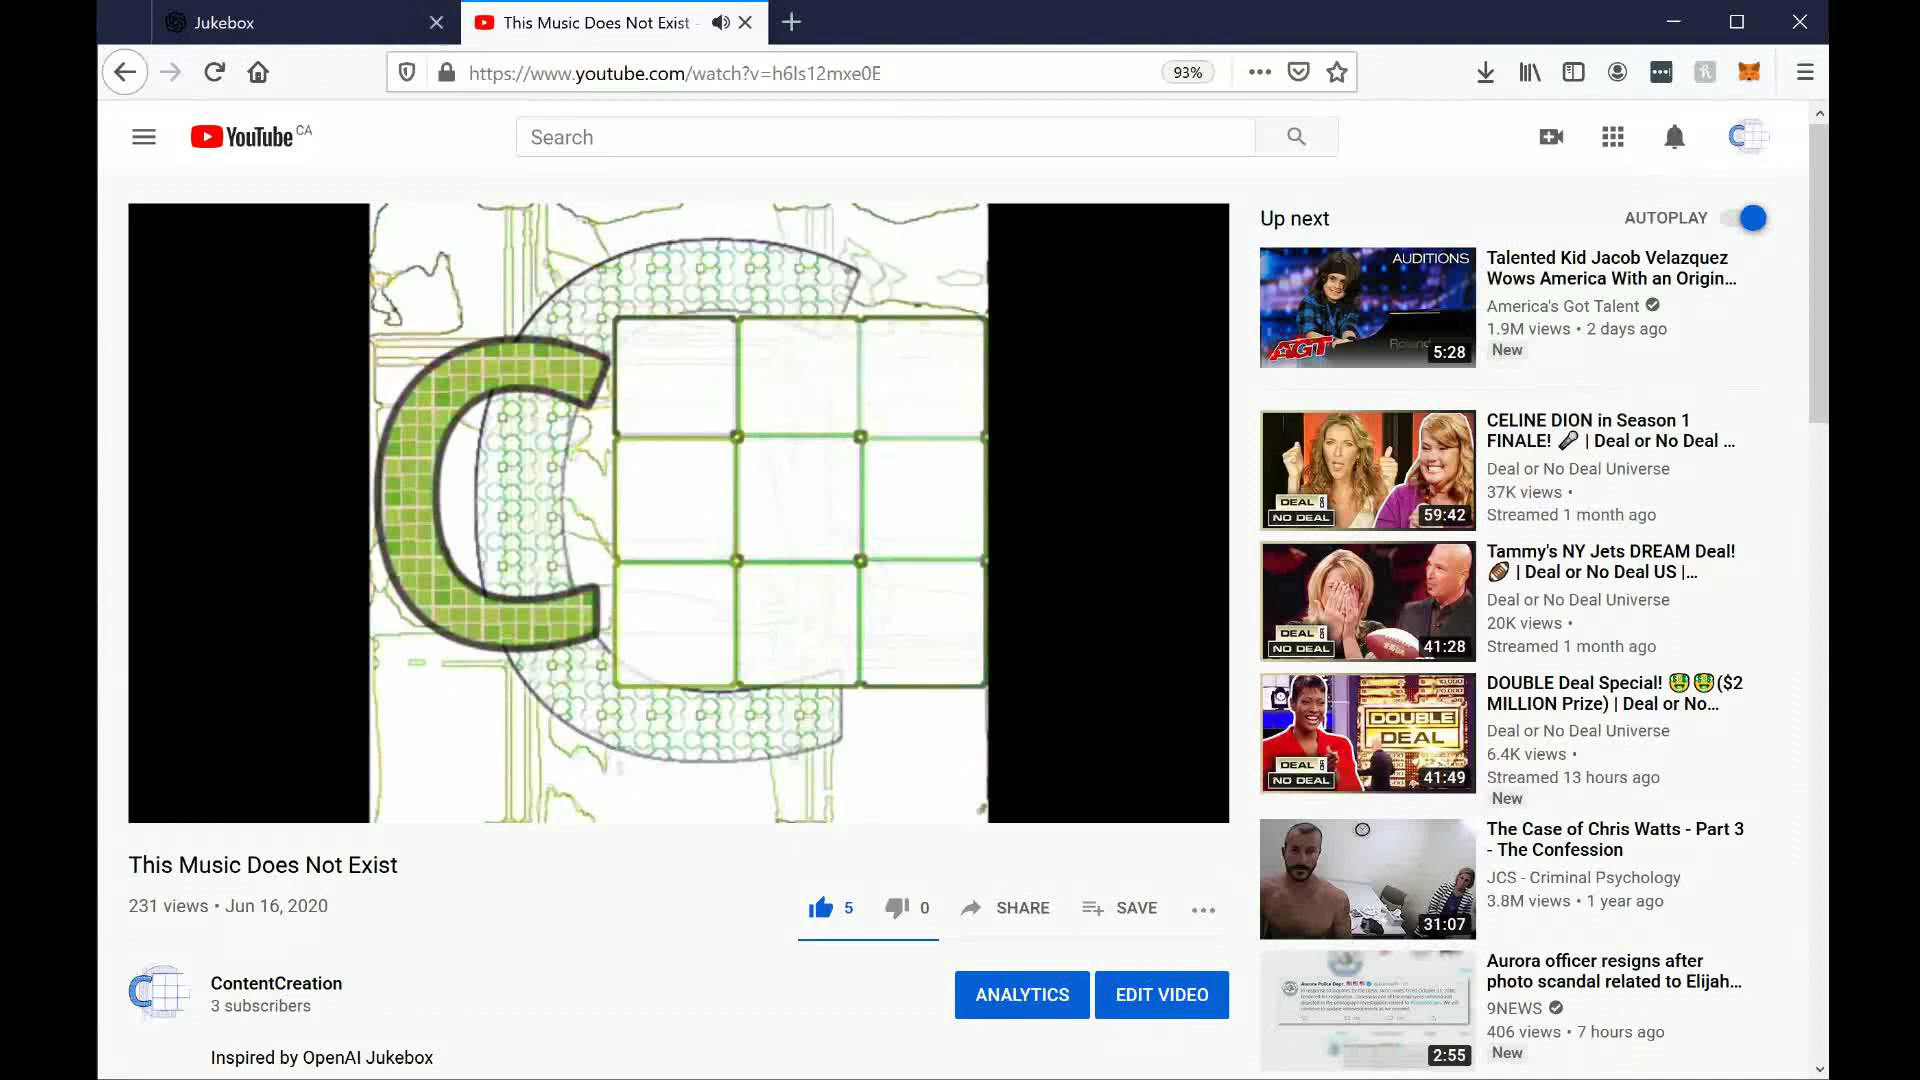 Jukebox
This Music Does Not Exist -
https://www.youtube.com/watch?v=h6Is12mxe0E
93%
YouTube CA
Search
C
C
C
Up next
AUTOPLAY
AUDITIONS
AGT
Roland
5:28
Talented Kid Jacob Velazquez
Wows America With an Origin...
America's Got Talent
1.9M views • 2 days ago
New
DEAL OR
NO DEAL
59:42
CELINE DION in Season 1
FINALE! 🎤 | Deal or No Deal ...
Deal or No Deal Universe
37K views •
Streamed 1 month ago
DEAL OR
NO DEAL
41:28
Tammy's NY Jets DREAM Deal!
🏈 | Deal or No Deal US |...
Deal or No Deal Universe
20K views •
Streamed 1 month ago
DOUBLE
DEAL
DEAL OR
NO DEAL
41:49
DOUBLE Deal Special! 🤑🤑($2
MILLION Prize) | Deal or No...
Deal or No Deal Universe
6.4K views •
Streamed 13 hours ago
New
31:07
The Case of Chris Watts - Part 3
- The Confession
JCS - Criminal Psychology
3.8M views • 1 year ago
Aurora Police Dept.
2:55
Aurora officer resigns after
photo scandal related to Elijah...
9NEWS
406 views • 7 hours ago
New
This Music Does Not Exist
231 views • Jun 16, 2020
5
0
SHARE
SAVE
C
ContentCreation
3 subscribers
ANALYTICS
EDIT VIDEO
Inspired by OpenAI Jukebox